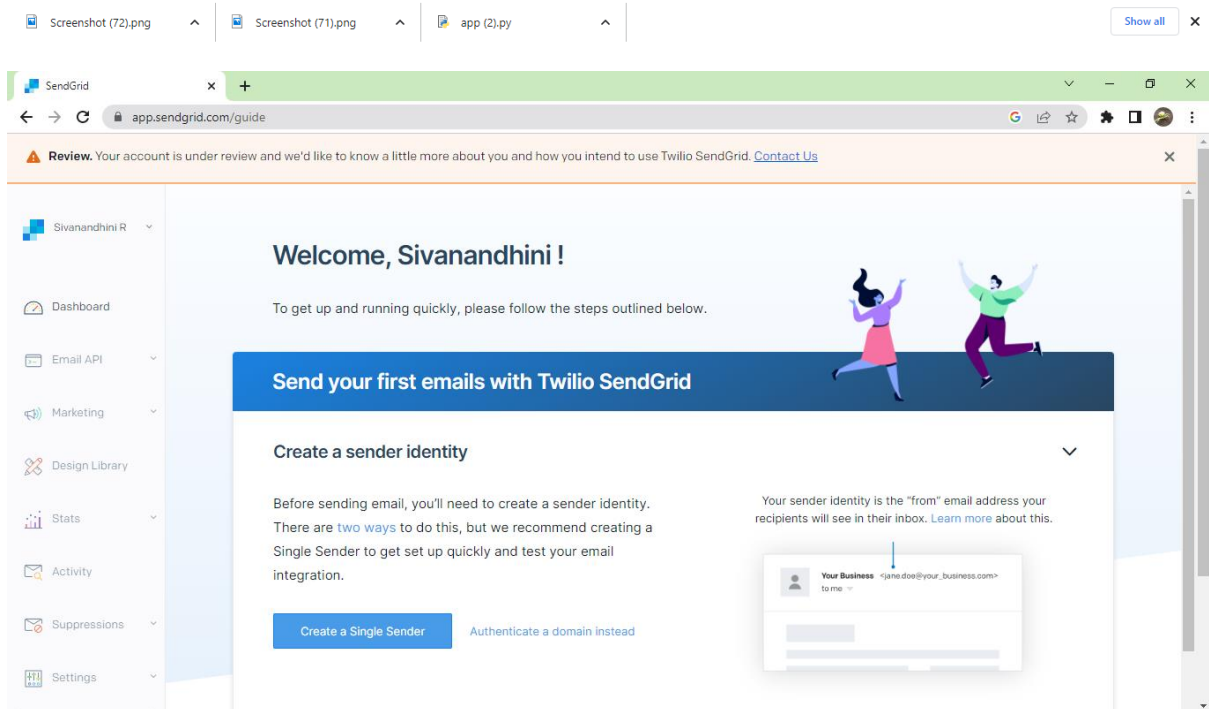 Screenshot (72).png
Screenshot (71).png
app (2).py
Show all
SendGrid
app.sendgrid.com/guide
Review. Your account is under review and we'd like to know a little more about you and how you intend to use Twilio SendGrid. Contact Us
Sivanandhini R
Welcome, Sivanandhini !
To get up and running quickly, please follow the steps outlined below.
Dashboard
Email API
Marketing
Design Library
Stats
Activity
Suppressions
Settings
Send your first emails with Twilio SendGrid
Create a sender identity
Before sending email, you'll need to create a sender identity.
There are two ways to do this, but we recommend creating a
Single Sender to get set up quickly and test your email
integration.
Create a Single Sender
Authenticate a domain instead
Your sender identity is the "from" email address your
recipients will see in their inbox. Learn more about this.
Your Business <jane.doe@your_business.com>
to me